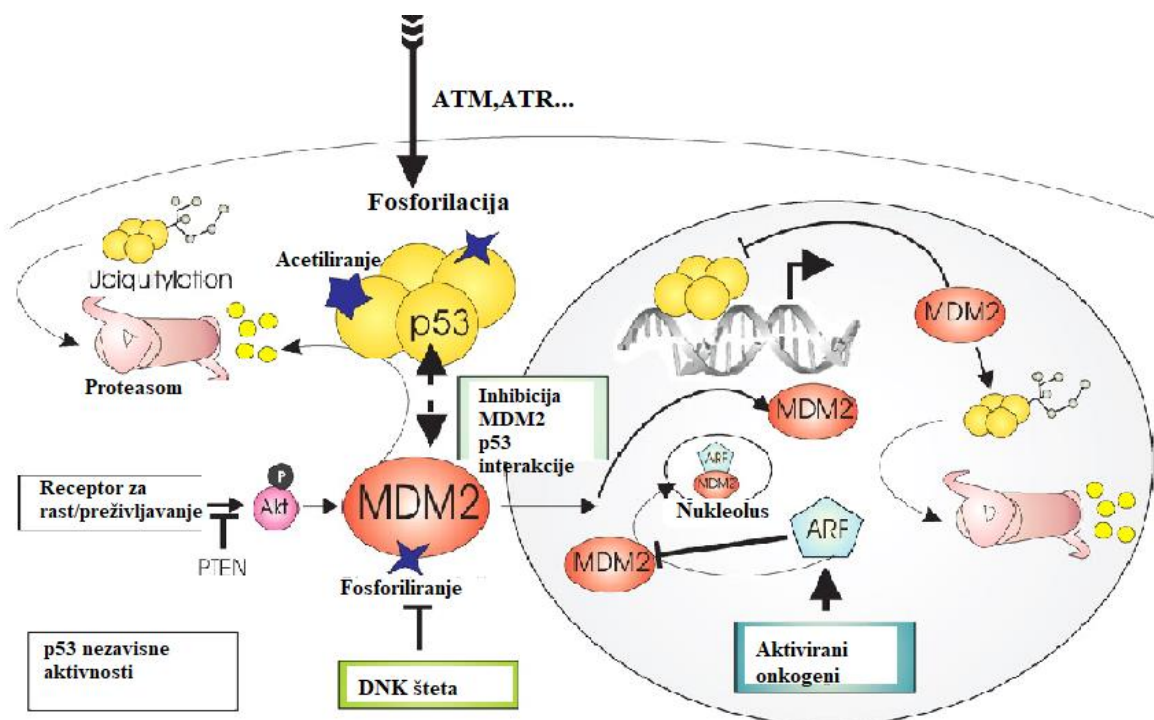 ATM,ATR...
Fosforilacija
Acetiliranje
p53
Ubiquitylation
Proteasom
Inhibicija
MDM2
p53
interakcije
MDM2
MDM2
MDM2
ARF
MDM2
Nukleolus
Receptor za
rast/preživljavanje
P
Akt
PTEN
MDM2
ARF
Fosforiliranje
p53 nezavisne
aktivnosti
DNK šteta
Aktivirani
onkogeni